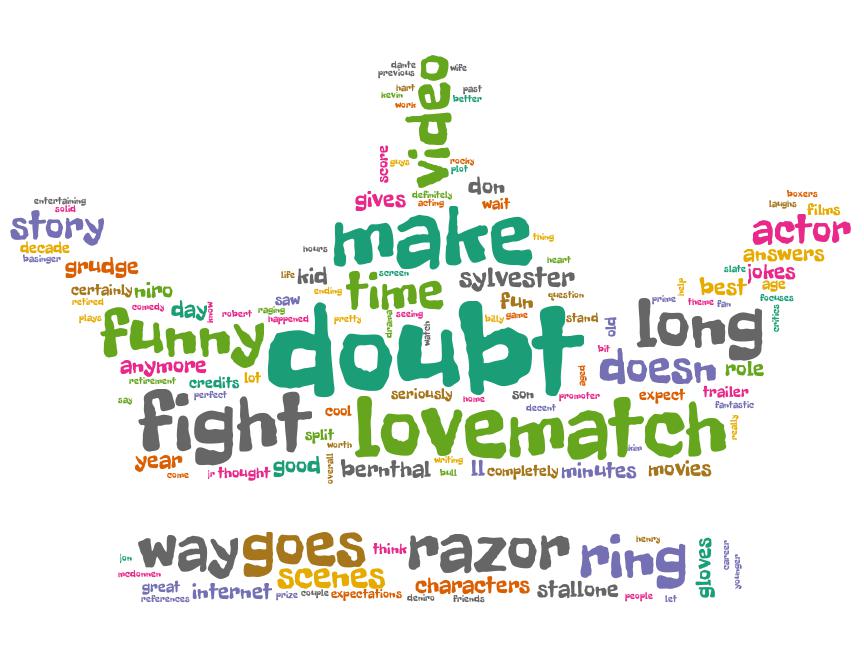 dante
wife
previous
video
hart
past
kevin
better
work
score
guys
rocky
plot
don
gives
definitely
acting
wait
entertaining
solid
story
decade
basinger
grudge
boxers
laughs
films
actor
answers
slate
jokes
make
thing
hours
heart
life
kid
screen
sylvester
certainly
niro
retired
ending
time
fun
question
help
best
age
prime
theme
fan
focuses
critics
comedy
day
know
saw
raging
robert
happened
pretty
drama
seeing
watch
billy
game
stand
old
long
plays
funny
doubt
bit
anymore
doesn
role
retirement
credits
lot
aged
perfect
seriously
home
son
promoter
expect
trailer
fantastic
say
fight
cool
decent
lovematch
really
split
worth
kim
year
come
jr
thought
good
overall
bernthal
writing
bull
ll
completely
minutes
movies
jon
way
goes
think
razor
ring
henry
gloves
career
younger
mcdonnen
scenes
great
references
internet
prize
couple
expectations
characters
deniro
friends
stallone
people
let